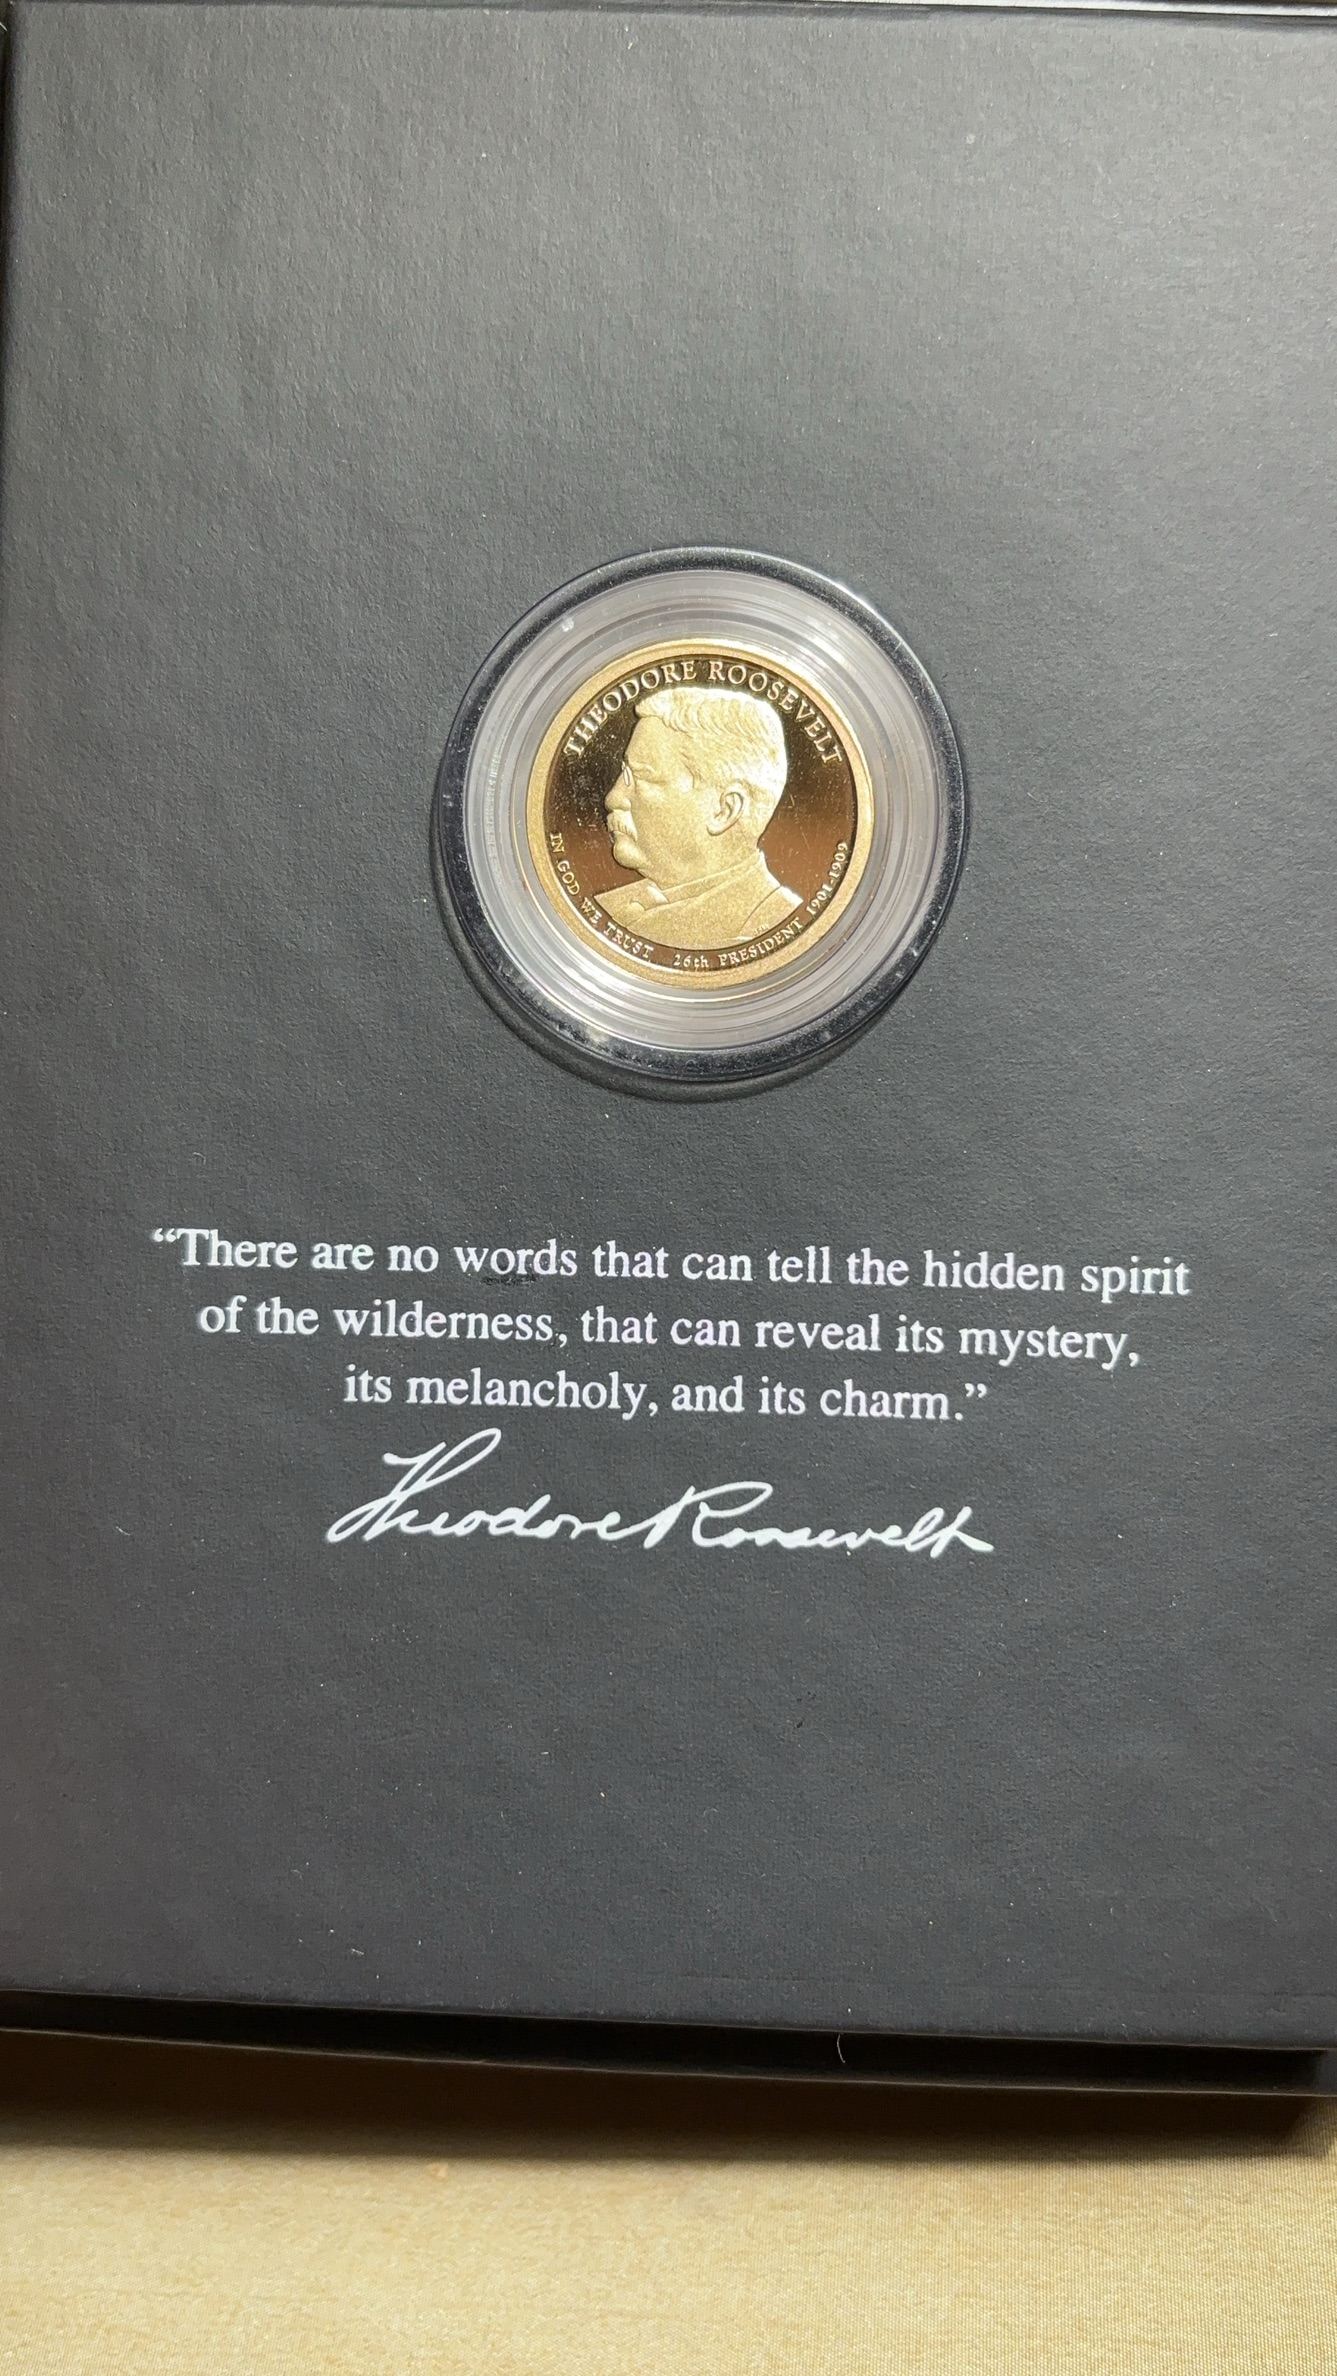 THEODORE ROOSEVELT
IN GOD WE TRUST 26th PRESIDENT 1901-1909
“There are no words that can tell the hidden spirit
of the wilderness, that can reveal its mystery,
its melancholy, and its charm.”
Theodore Roosevelt